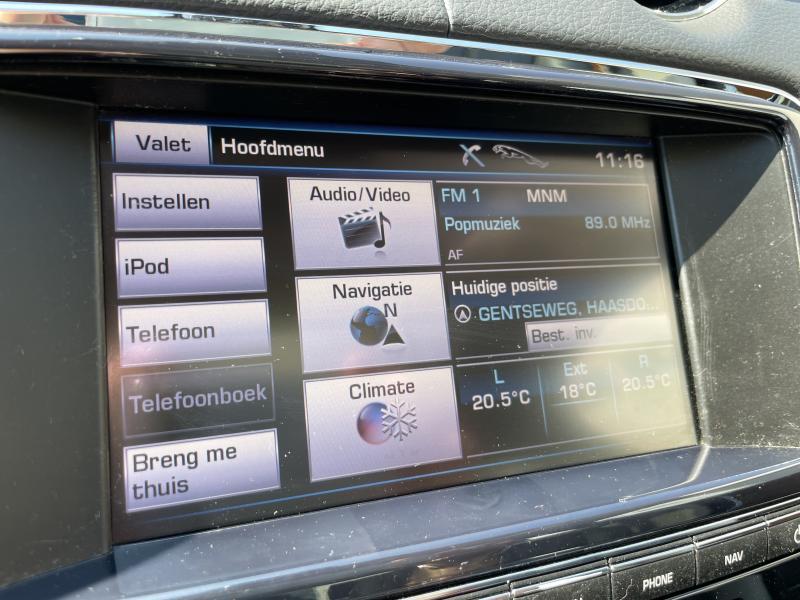 Valet
Hoofdmenu
11:16
Instellen
Audio/Video
FM 1 MNM
Popmuziek 89.0 MHz
AF
iPod
Navigatie
N
Huidige positie
GENTSEWEG, HAASDO...
Best. inv.
Telefoon
Telefoonboek
Climate
L
20.5°C
Ext
18°C
R
20.5°C
Breng me
thuis
PHONE
NAV